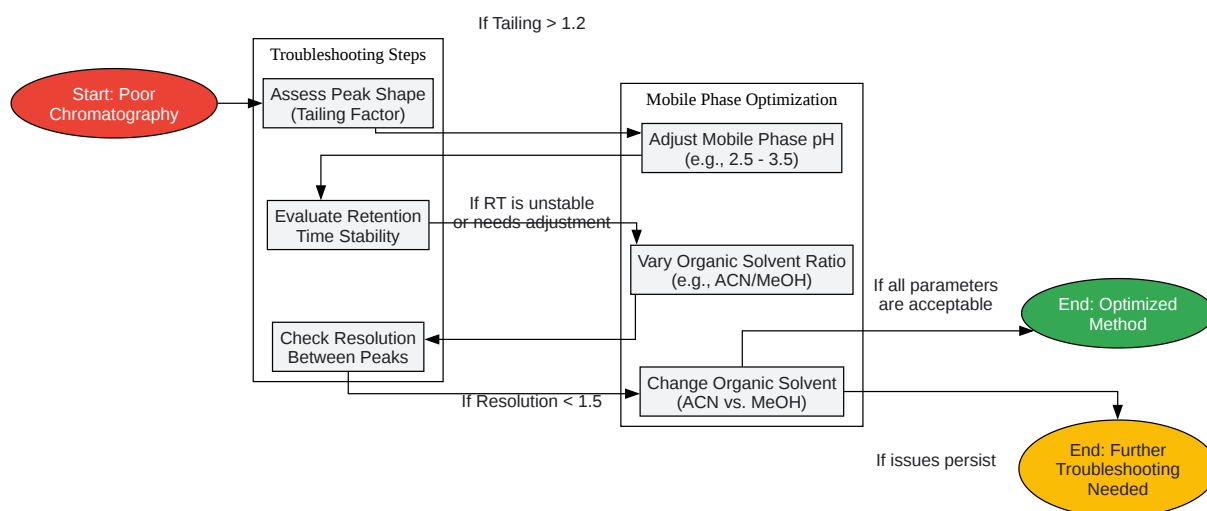 If Tailing > 1.2
Troubleshooting Steps
Start: Poor
Chromatography
Assess Peak Shape
(Tailing Factor)
Mobile Phase Optimization
Adjust Mobile Phase pH
(e.g., 2.5 - 3.5)
Evaluate Retention
Time Stability
If RT is unstable
or needs adjustment
Vary Organic Solvent Ratio
(e.g., ACN/MeOH)
If all parameters
are acceptable
End: Optimized
Method
Check Resolution
Between Peaks
If Resolution < 1.5
Change Organic Solvent
(ACN vs. MeOH)
If issues persist
End: Further
Troubleshooting
Needed